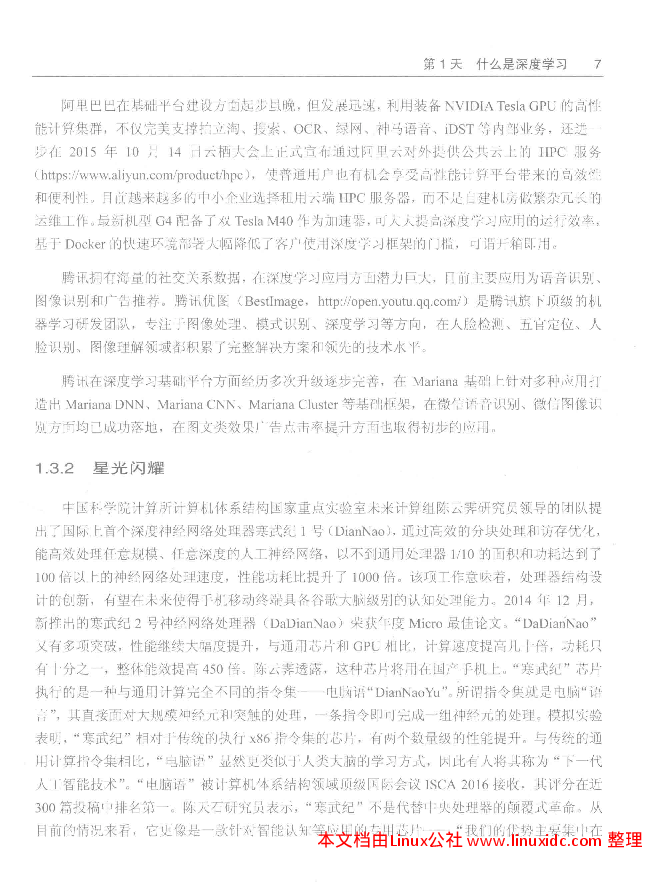 第 1 天 什么是深度学习 7
阿里巴巴在基础平台建设方面起步虽晚，但发展迅速，利用装备 NVIDIA Tesla GPU 的高性
能计算集群，不仅完美支撑拍立淘、搜索、OCR、绿网、神马语音、iDST 等内部业务，还进一
步在 2015 年 10 月 14 日云栖大会上正式宣布通过阿里云对外提供公共云上的 HPC 服务
（https://www.aliyun.com/product/hpc），使普通用户也有机会享受高性能计算平台带来的高效性
和便利性。目前越来越多的中小企业选择租用云端 HPC 服务器，而不是自建机房做繁杂冗长的
运维工作。最新机型 G4 配备了双 Tesla M40 作为加速器，可大大提高深度学习应用的运行效率。
基于 Docker 的快速环境部署大幅降低了客户使用深度学习框架的门槛，可谓开箱即用。
腾讯拥有海量的社交关系数据，在深度学习应用方面潜力巨大，目前主要应用为语音识别、
图像识别和广告推荐。腾讯优图（BestImage，http://open.youtu.qq.com/）是腾讯旗下顶级的机
器学习研发团队，专注于图像处理、模式识别、深度学习等方向，在人脸检测、五官定位、人
脸识别、图像理解领域都积累了完整解决方案和领先的技术水平。
腾讯在深度学习基础平台方面经历多次升级逐步完善，在 Mariana 基础上针对多种应用打
造出 Mariana DNN、Mariana CNN、Mariana Cluster 等基础框架，在微信语音识别、微信图像识
别方面均已成功落地，在图文类效果广告点击率提升方面也取得初步的应用。
1.3.2 星光闪耀
中国科学院计算所计算机体系结构国家重点实验室未来计算组陈云霁研究员领导的团队提
出了国际上首个深度神经网络处理器寒武纪 1 号（DianNao），通过高效的分块处理和访存优化，
能高效处理任意规模、任意深度的人工神经网络，以不到通用处理器 1/10 的面积和功耗达到了
100 倍以上的神经网络处理速度，性能功耗比提升了 1000 倍。该项工作意味着，处理器结构设
计的创新，有望在未来使得手机移动终端具备谷歌大脑级别的认知处理能力。2014 年 12 月，
新推出的寒武纪 2 号神经网络处理器（DaDianNao）荣获年度 Micro 最佳论文。“DaDianNao”
又有多项突破，性能继续大幅度提升，与通用芯片和 GPU 相比，计算速度提高几十倍，功耗只
有十分之一，整体能效提高 450 倍。陈云霁透露，这种芯片将用在国产手机上。“寒武纪”芯片
执行的是一种与通用计算完全不同的指令集——电脑语“DianNaoYu”。所谓指令集就是电脑“语
言”，其直接面对大规模神经元和突触的处理，一条指令即可完成一组神经元的处理。模拟实验
表明，“寒武纪”相对于传统的执行 x86 指令集的芯片，有两个数量级的性能提升。与传统的通
用计算指令集相比，“电脑语”显然更类似于人类大脑的学习方式，因此有人将其称为“下一代
人工智能技术”。“电脑语”被计算机体系结构领域顶级国际会议 ISCA 2016 接收，其评分在近
300 篇投稿中排名第一。陈天石研究员表示，“寒武纪”不是代替中央处理器的颠覆式革命。从
目前的情况来看，它更像是一款针对智能认知等应用的专用芯片——“我们的优势主要集中在
本文档由Linux公社 www.linuxidc.com 整理